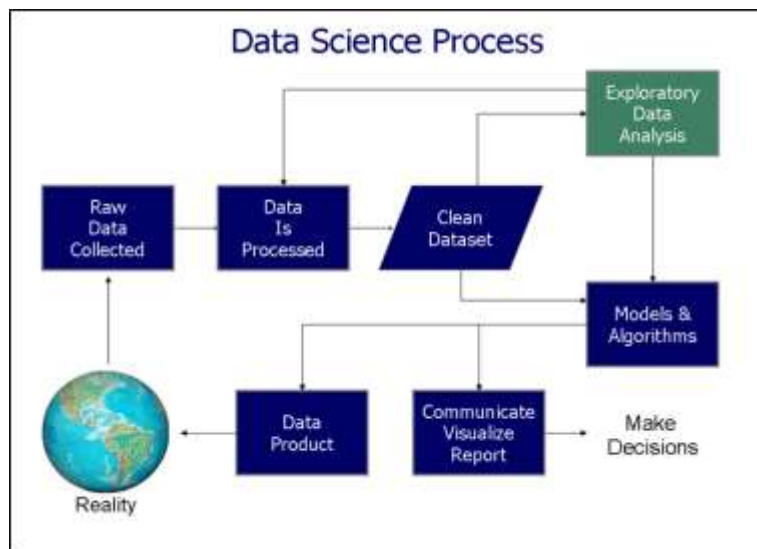 Data Science Process
Exploratory
Data
Analysis
Raw
Data
Collected
Data
Is
Processed
Clean
Dataset
Models &
Algorithms
Data
Product
Communicate
Visualize
Report
Make
Decisions
Reality